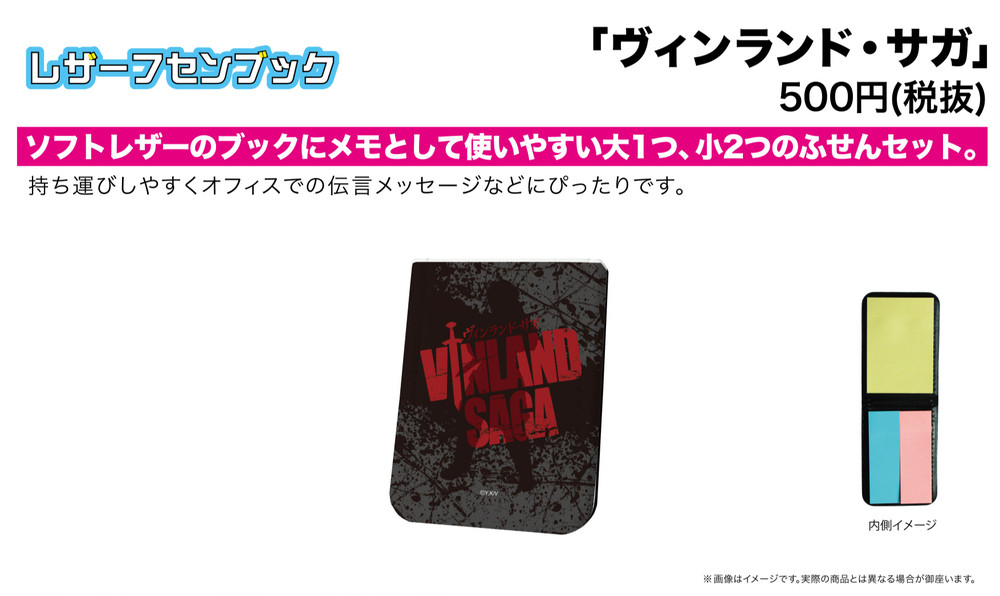 レザーフセンブック
「ヴィンランド・サガ」
500円(税抜)
ソフトレザーのブックにメモとして使いやすい大1つ、小2つのふせんセット。
持ち運びしやすくオフィスでの伝言メッセージなどにぴったりです。
ヴィンランド・サガ
VINLAND
SAGA
©Y,K/V
内側イメージ
※画像はイメージです。実際の商品とは異なる場合が御座います。